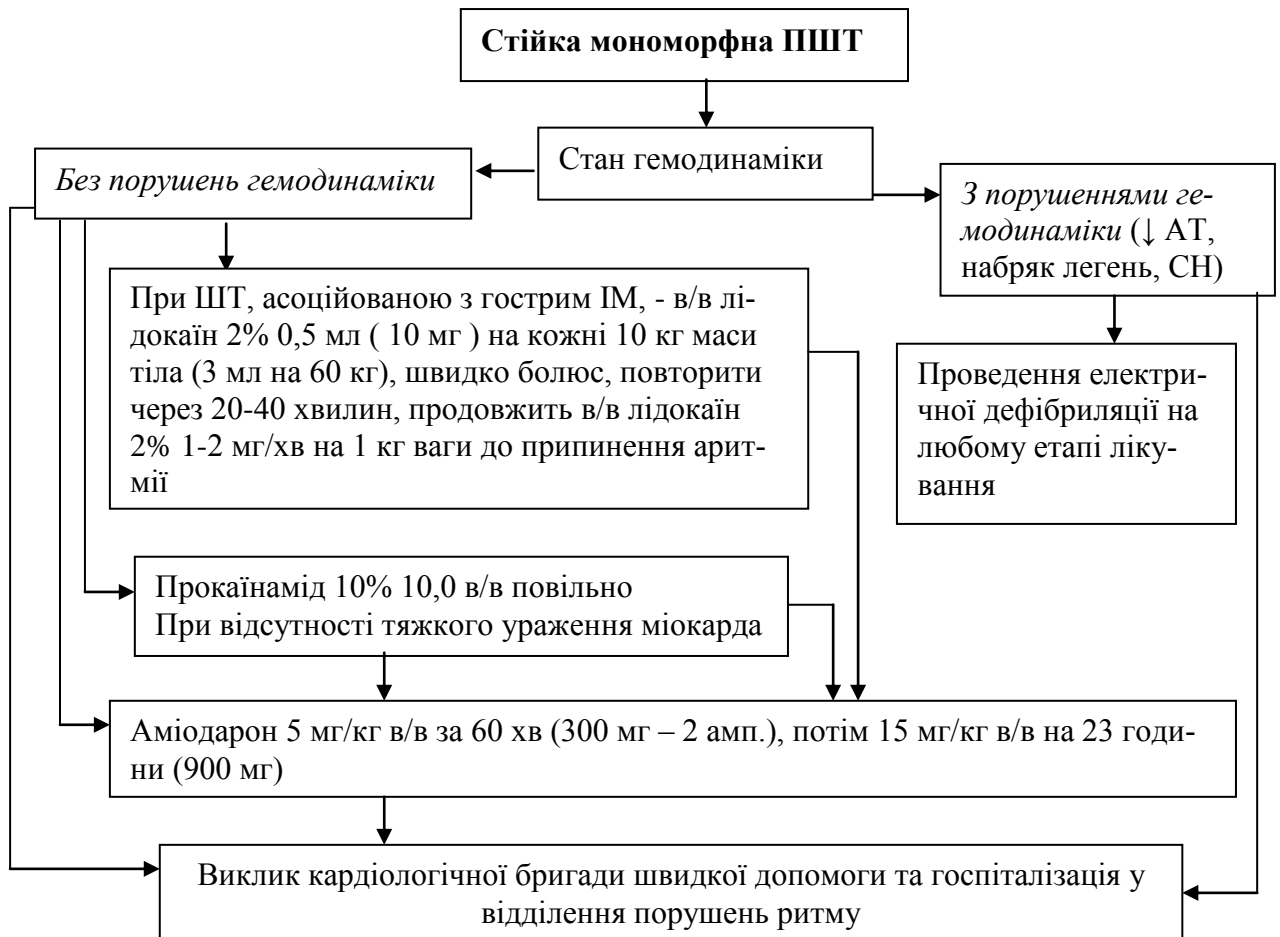 Стійка мономорфна ПШТ
Стан гемодинаміки
Без порушень гемодинаміки
З порушеннями ге-
модинаміки (↓ АТ,
набряк легень, СН)
При ШТ, асоційованою з гострим ІМ, - в/в лі-
докаїн 2% 0,5 мл ( 10 мг ) на кожні 10 кг маси
тіла (3 мл на 60 кг), швидко болюс, повторити
через 20-40 хвилин, продовжить в/в лідокаїн
2% 1-2 мг/хв на 1 кг ваги до припинення арит-
мії
Проведення електри-
чної дефібриляції на
любому етапі ліку-
вання
Прокаїнамід 10% 10,0 в/в повільно
При відсутності тяжкого ураження міокарда
Аміодарон 5 мг/кг в/в за 60 хв (300 мг – 2 амп.), потім 15 мг/кг в/в на 23 годи-
ни (900 мг)
Виклик кардіологічної бригади швидкої допомоги та госпіталізація у
відділення порушень ритму